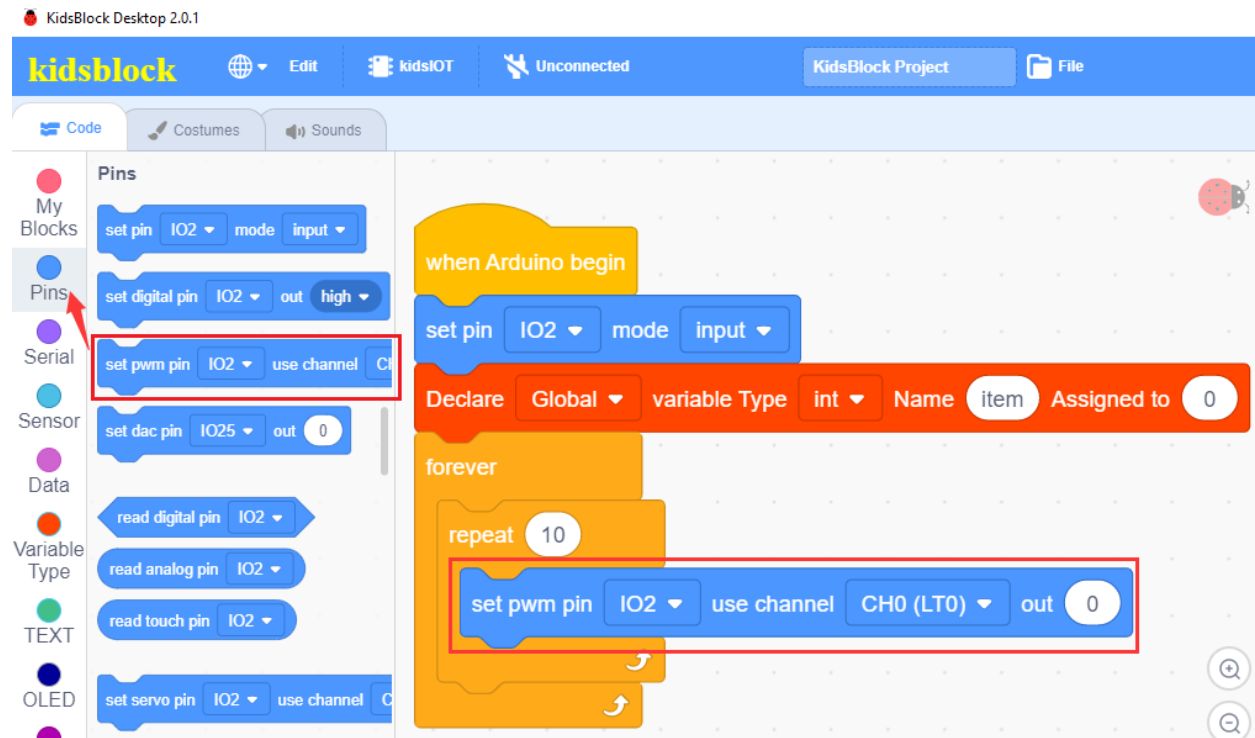 KidsBlock Desktop 2.0.1
kidsblock Edit kidsIOT Unconnected KidsBlock Project File
Code Costumes Sounds
My Blocks
Pins
Serial
Sensor
Data
Variable Type
TEXT
OLED
Pins
set pin IO2 mode input
set digital pin IO2 out high
set pwm pin IO2 use channel CH
set dac pin IO25 out 0
read digital pin IO2
read analog pin IO2
read touch pin IO2
set servo pin IO2 use channel C
when Arduino begin
set pin IO2 mode input
Declare Global variable Type int Name item Assigned to 0
forever
repeat 10
set pwm pin IO2 use channel CH0 (LT0) out 0